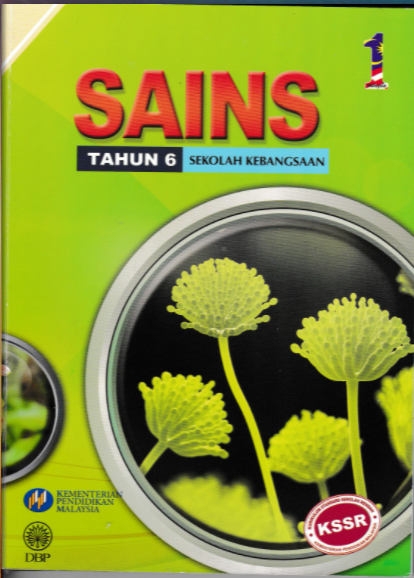 1
SAINS
TAHUN 6
SEKOLAH KEBANGSAAN
KEMENTERIAN
PENDIDIKAN
MALAYSIA
DBP
KSSR